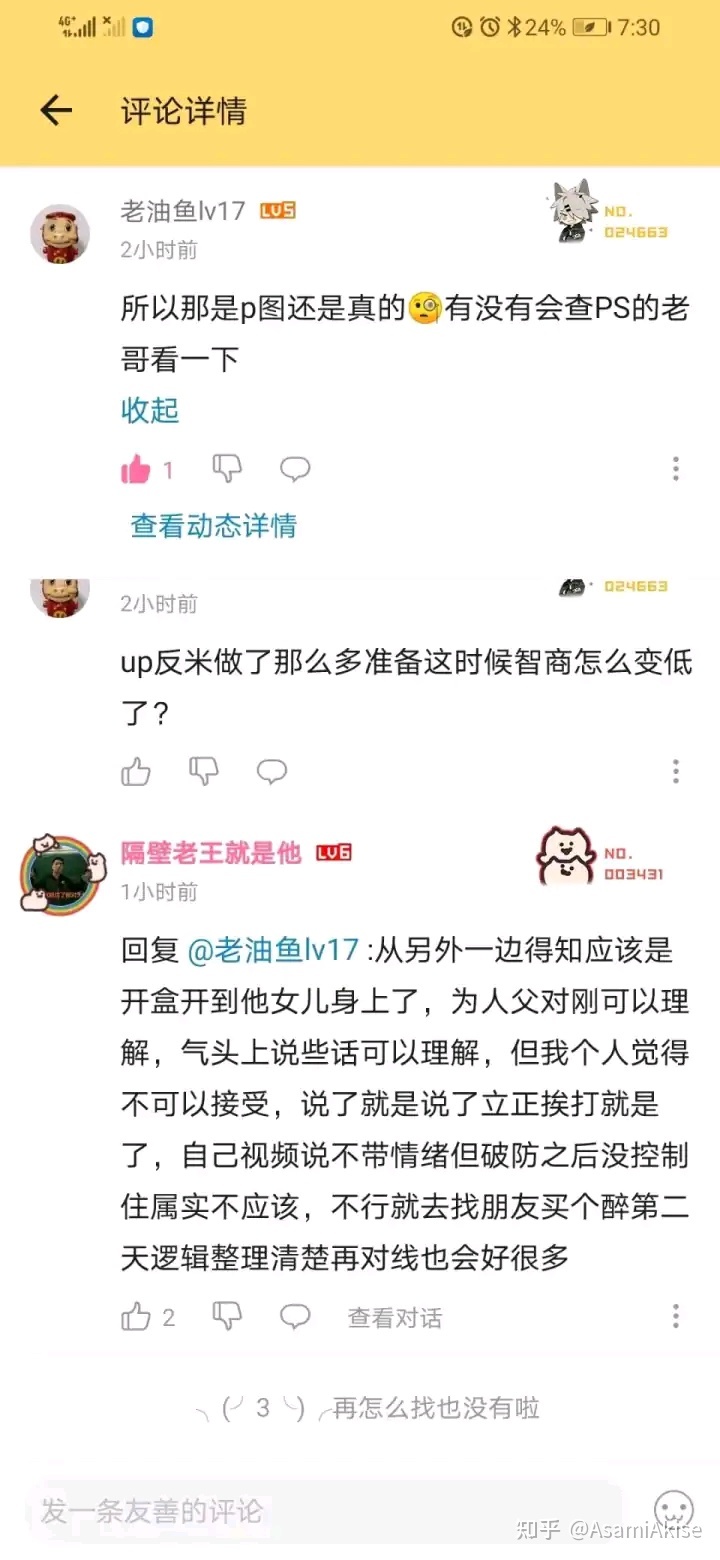 4G+ 24% 7:30
评论详情
老油鱼lv17 LV5
NO.
024663
2小时前
所以那是p图还是真的🧐有没有会查PS的老
哥看一下
收起
1
查看动态详情
024663
2小时前
up反米做了那么多准备这时候智商怎么变低
了？
隔壁老王就是他 LV6
NO.
003431
1小时前
回复 @老油鱼lv17 :从另外一边得知应该是
开盒开到他女儿身上了，为人父对刚可以理
解，气头上说些话可以理解，但我个人觉得
不可以接受，说了就是说了立正挨打就是
了，自己视频说不带情绪但破防之后没控制
住属实不应该，不行就去找朋友买个醉第二
天逻辑整理清楚再对线也会好很多
2 查看对话
╮(╯3╰)╭再怎么找也没有啦
发一条友善的评论
知乎 @AsamiAkise